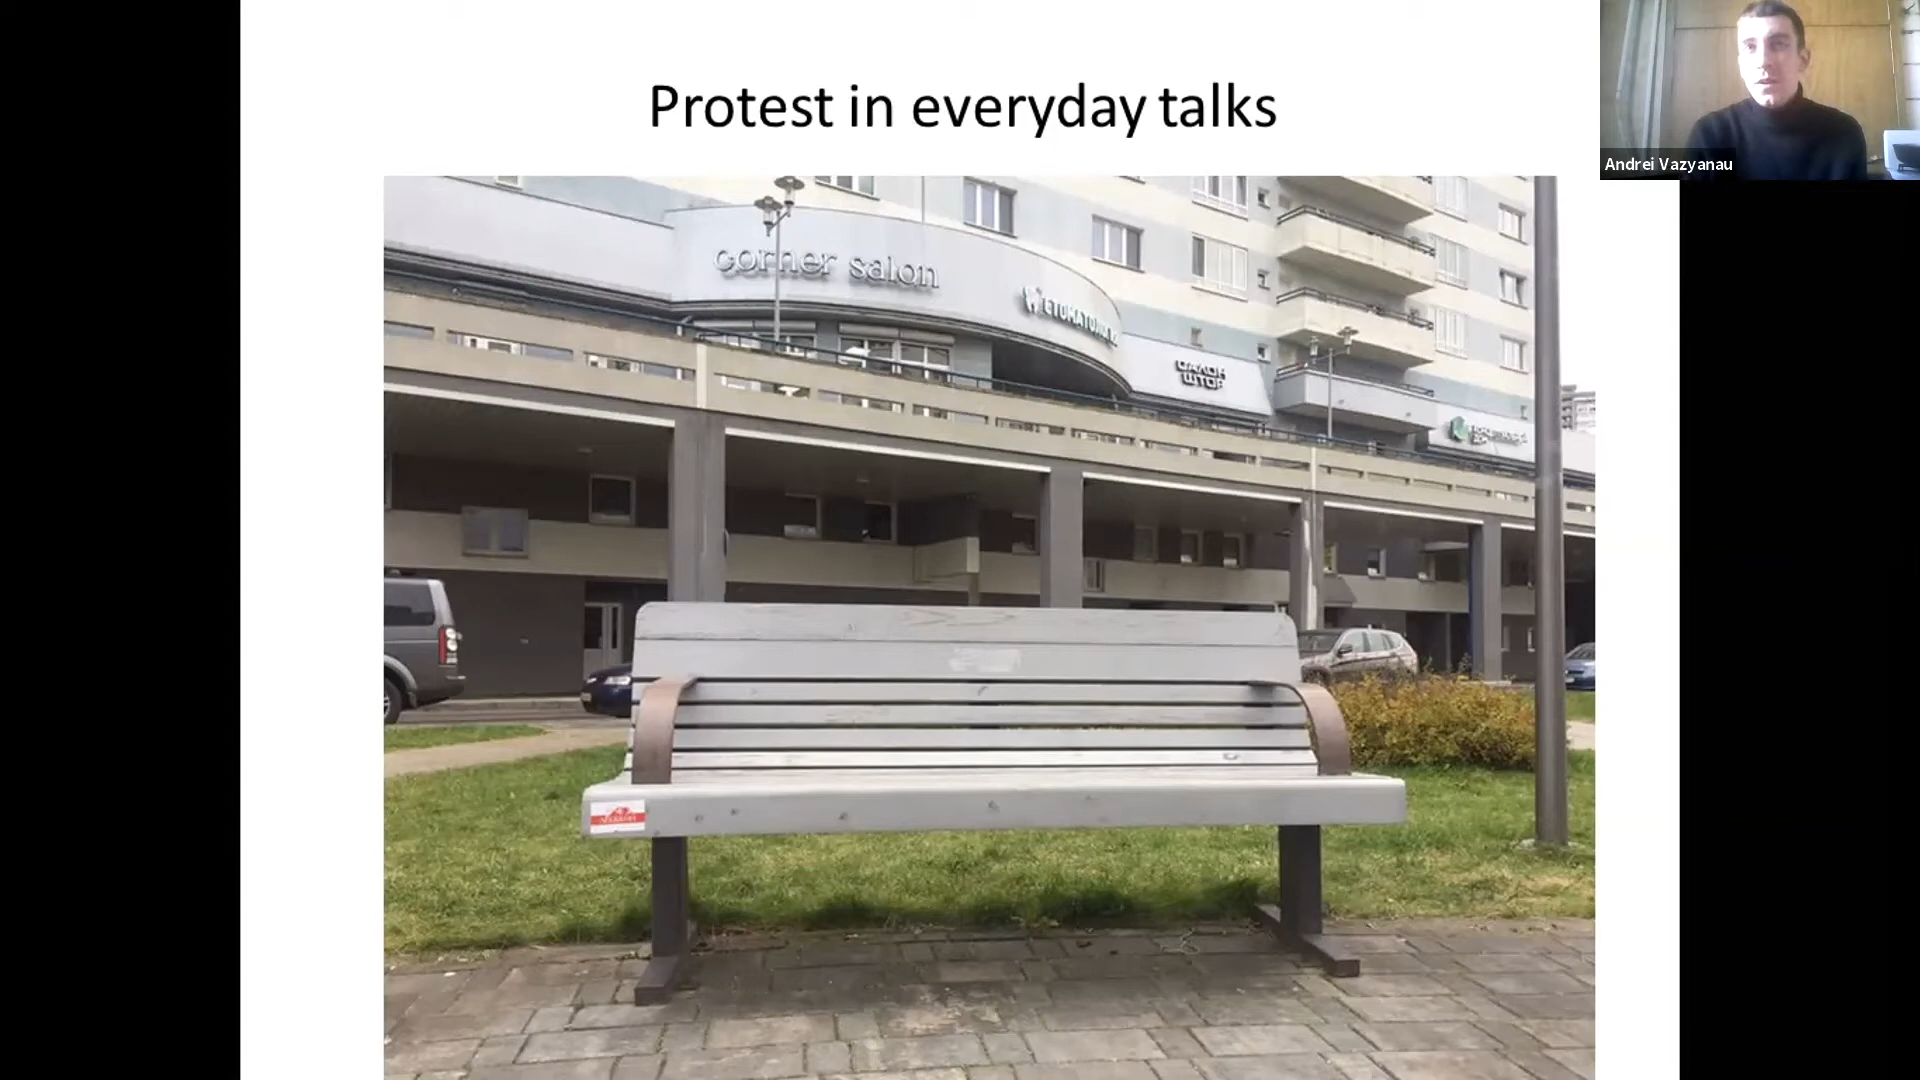 Protest in everyday talks
Andrei Vazyanau
corner salon
СТОМАТОЛОГИЯ
САЛОН
ШТОР